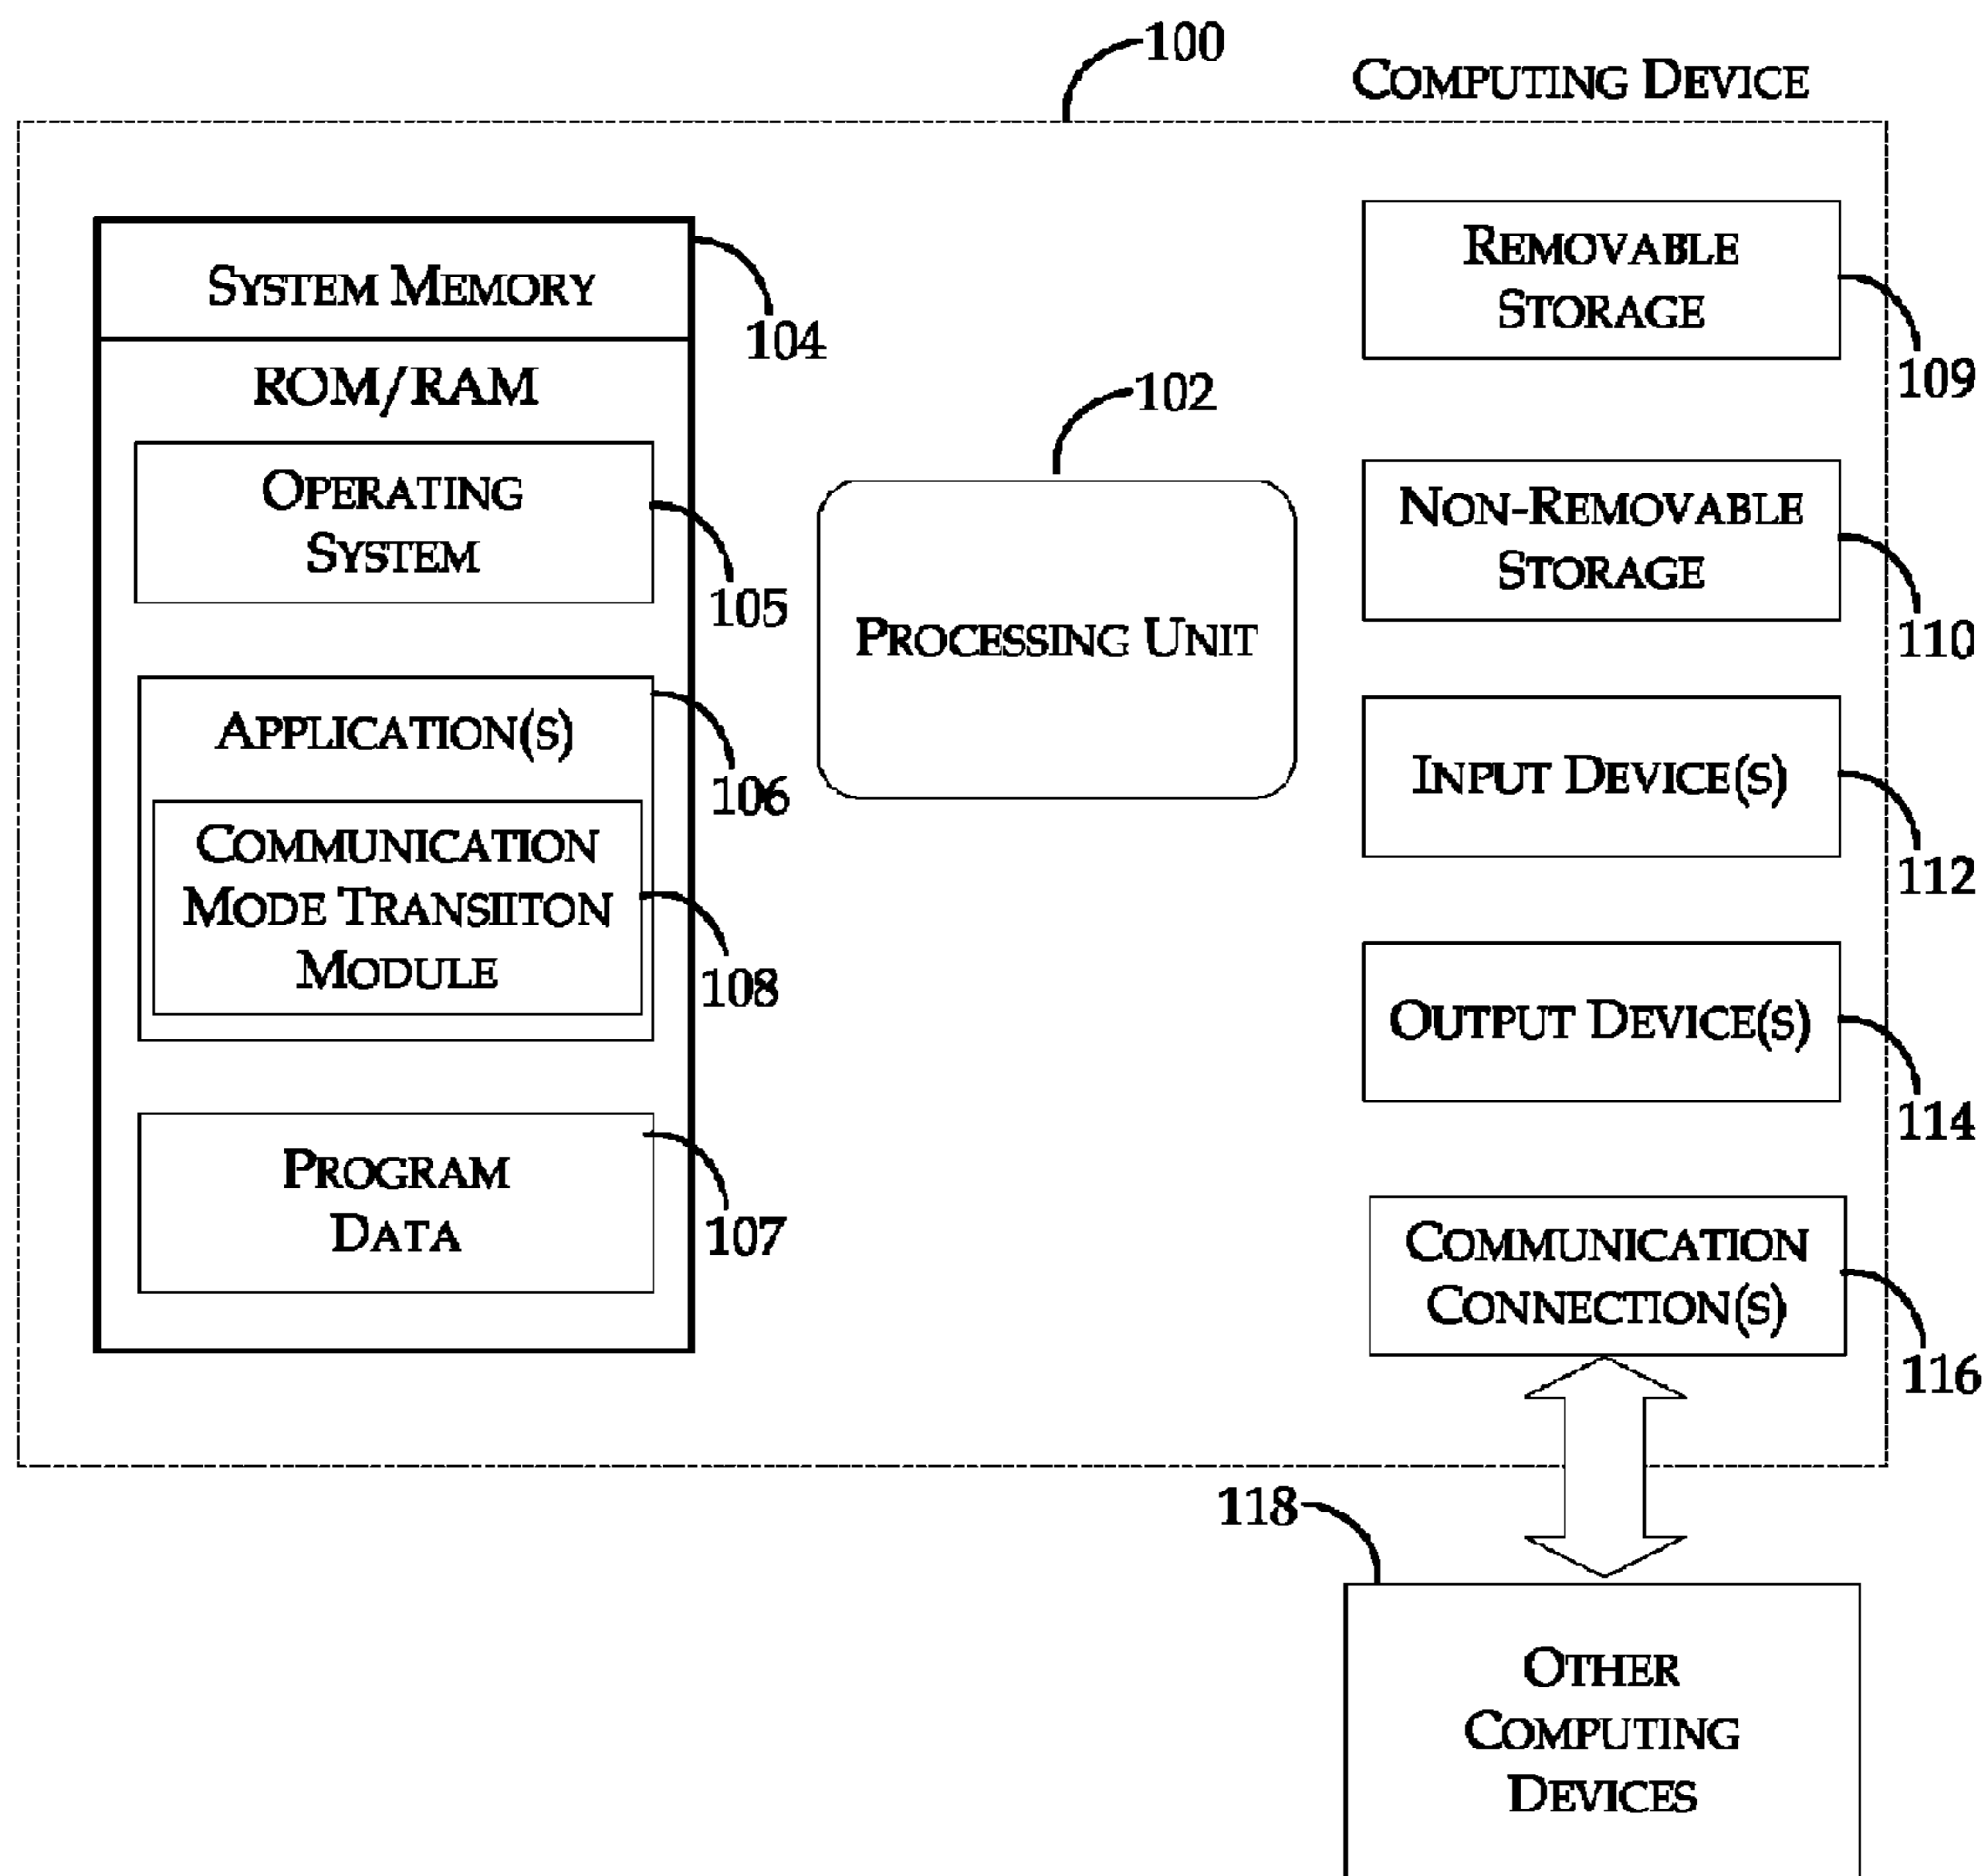 100
COMPUTING DEVICE
SYSTEM MEMORY
104
ROM/RAM
OPERATING
SYSTEM
105
APPLICATION(S)
106
COMMUNICATION
MODE TRANSIITON
MODULE
108
PROGRAM
DATA
107
102
PROCESSING UNIT
REMOVABLE
STORAGE
109
NON-REMOVABLE
STORAGE
110
INPUT DEVICE(S)
112
OUTPUT DEVICE(S)
114
COMMUNICATION
CONNECTION(S)
116
118
OTHER
COMPUTING
DEVICES